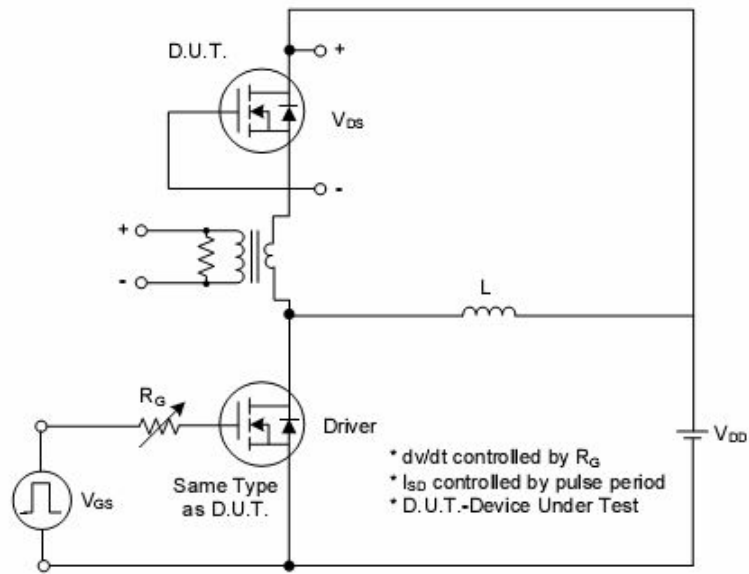 D.U.T.
+
VDS
-
+
-
L
RG
VGS
Driver
Same Type
as D.U.T.
VDD
* dv/dt controlled by RG
* ISD controlled by pulse period
* D.U.T.-Device Under Test